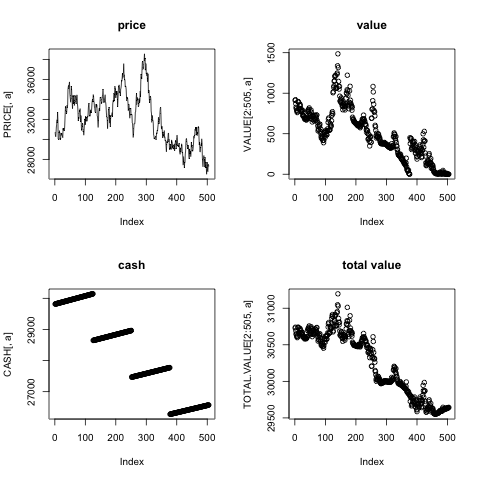 price
PRICE[, a]
28000 32000 36000
0 100 200 300 400 500
Index
value
VALUE[2:505, a]
0 500 1000 1500
0 100 200 300 400 500
Index
cash
CASH[, a]
27000 29000
0 100 200 300 400 500
Index
total value
TOTAL.VALUE[2:505, a]
29500 30000 30500 31000
0 100 200 300 400 500
Index